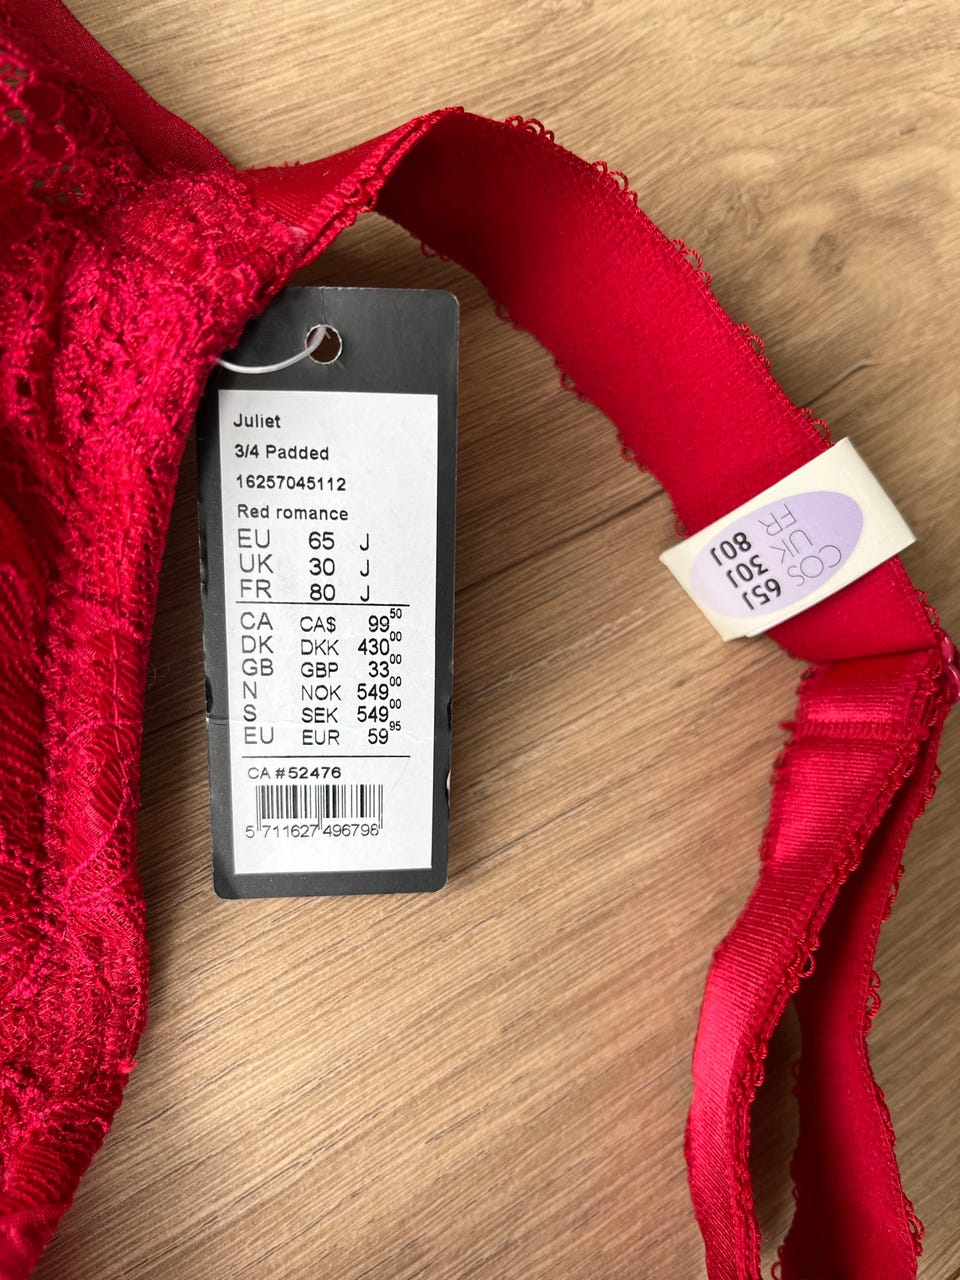 Juliet
3/4 Padded
16257045112
Red romance
EU 65 J
UK 30 J
FR 80 J
CA CA$ 99 50
DK DKK 430 00
GB GBP 33 00
N NOK 549 00
S SEK 549 00
EU EUR 59 95
CA #52476
5 711627 496798
COS 65J
UK 30J
FR 80J